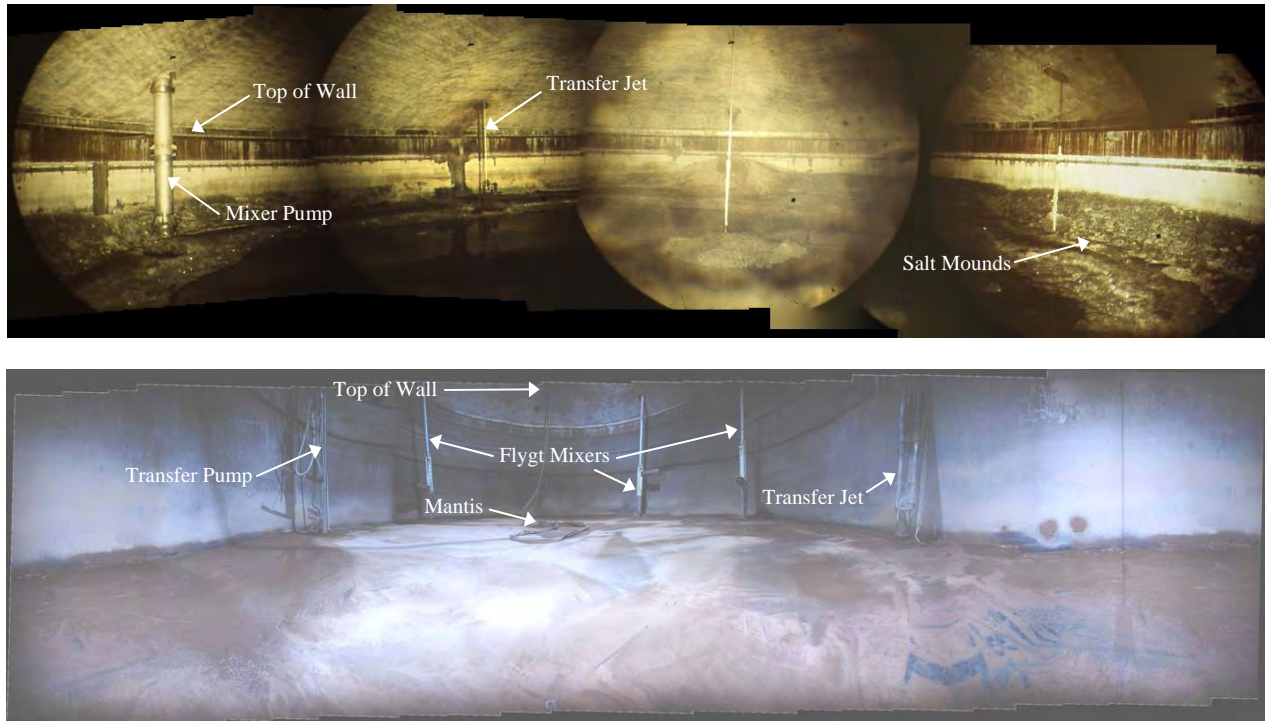 Top of Wall
Transfer Jet
Mixer Pump
Salt Mounds
Top of Wall
Flygt Mixers
Transfer Pump
Transfer Jet
Mantis